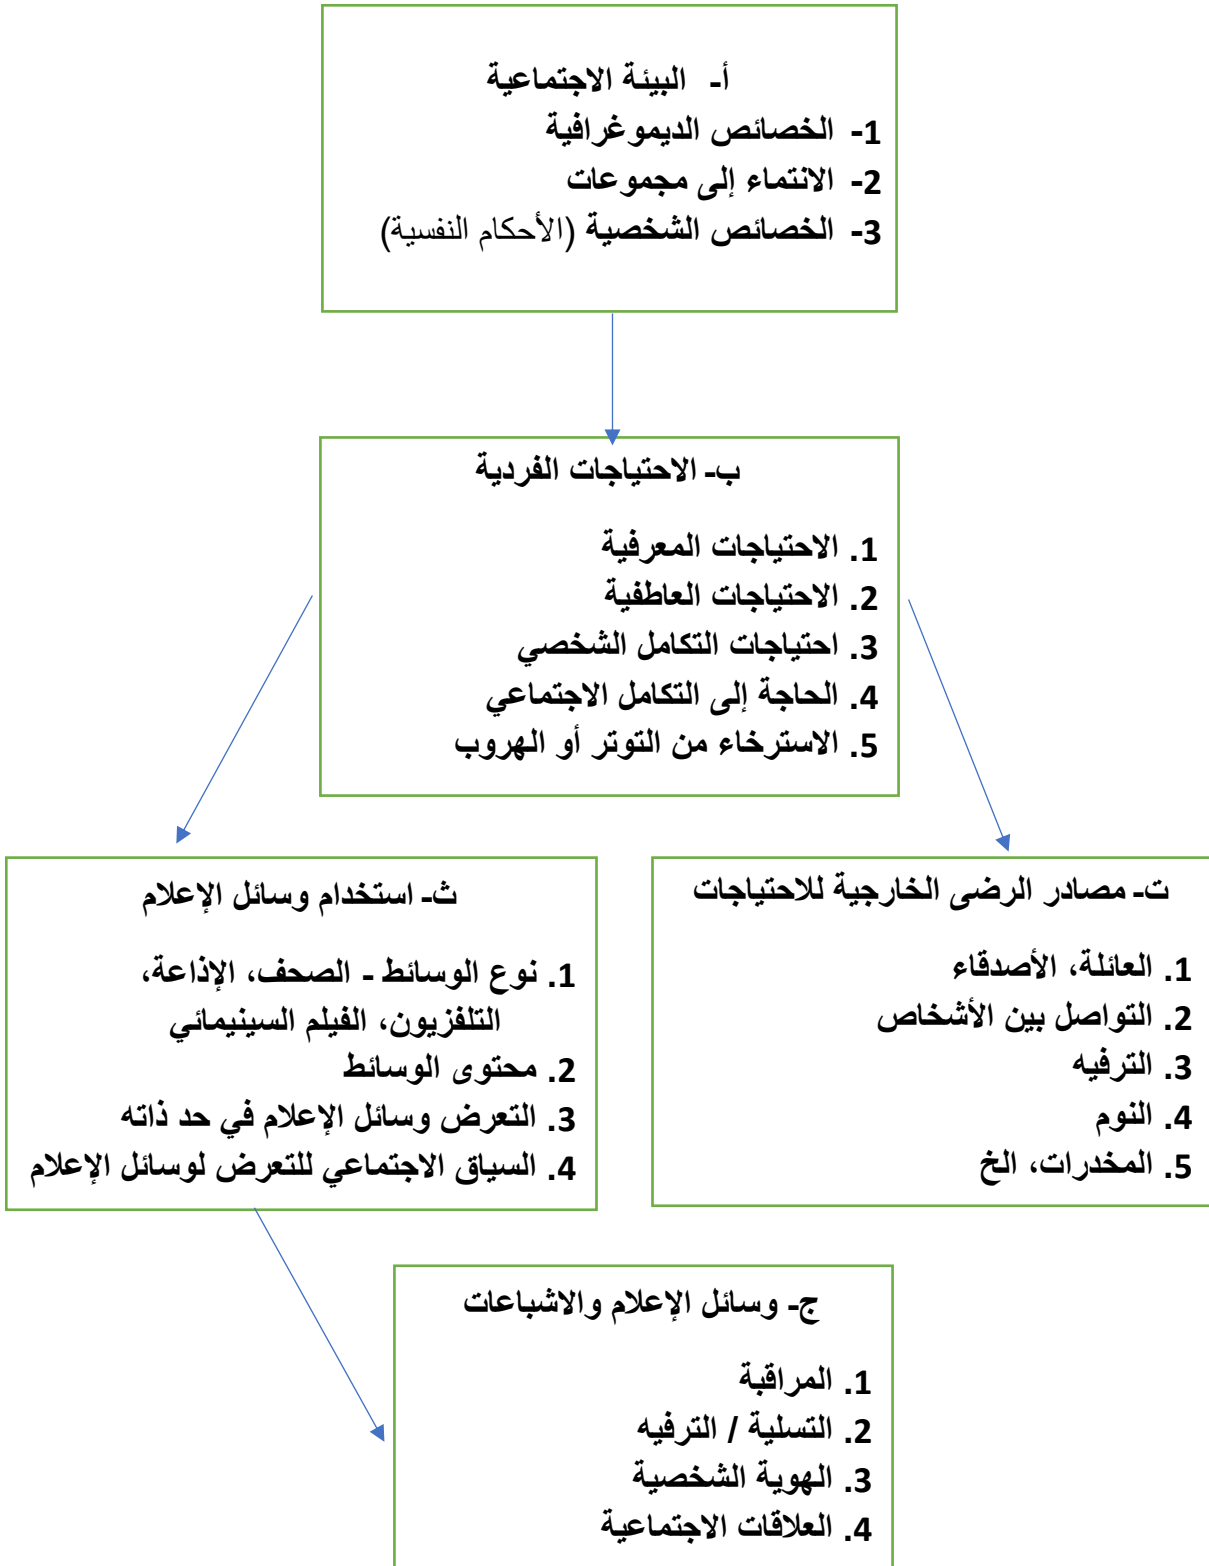 أ- البيئة الاجتماعية
1- الخصائص الديموغرافية
2- الانتماء إلى مجموعات
3- الخصائص الشخصية (الأحكام النفسية)
ب- الاحتياجات الفردية
1. الاحتياجات المعرفية
2. الاحتياجات العاطفية
3. احتياجات التكامل الشخصي
4. الحاجة إلى التكامل الاجتماعي
5. الاسترخاء من التوتر أو الهروب
ت- مصادر الرضى الخارجية للاحتياجات
1. العائلة، الأصدقاء
2. التواصل بين الأشخاص
3. الترفيه
4. النوم
5. المخدرات، الخ
ث- استخدام وسائل الإعلام
1. نوع الوسائط - الصحف، الإذاعة،
التلفزيون، الفيلم السينيمائي
2. محتوى الوسائط
3. التعرض وسائل الإعلام في حد ذاته
4. السياق الاجتماعي للتعرض لوسائل الإعلام
ج- وسائل الإعلام والاشباعات
1. المراقبة
2. التسلية / الترفيه
3. الهوية الشخصية
4. العلاقات الاجتماعية